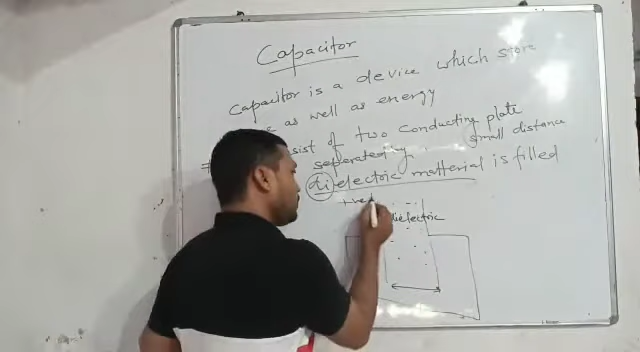 Capacitor
Capacitor is a device which store
as well as energy
sist of two Conducting plate
separated by small distance
dielectric matterial is filled
+ve
dielectric